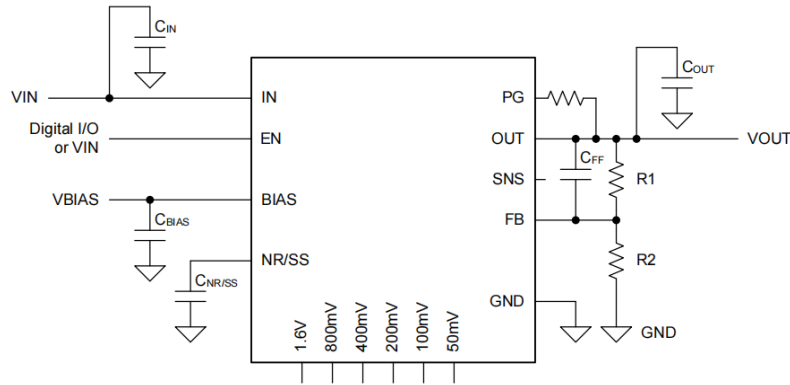 CIN
COUT
VIN
IN
PG
Digital I/O
or VIN
EN
OUT
VOUT
CFF
R1
SNS
VBIAS
BIAS
FB
CBIAS
NR/SS
R2
CNR/SS
GND
GND
1.6V
800mV
400mV
200mV
100mV
50mV